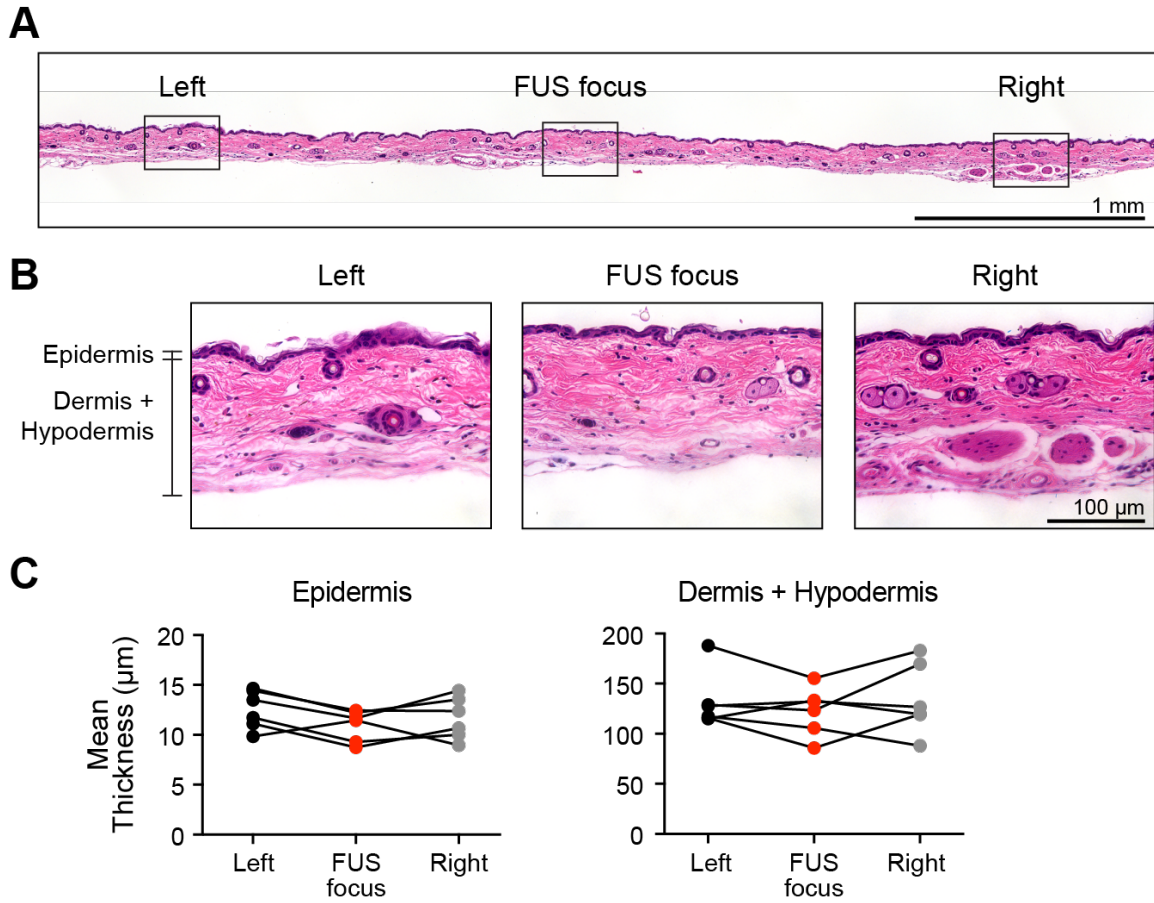 A
Left
FUS focus
Right
1 mm
B
Left
FUS focus
Right
Epidermis
Dermis +
Hypodermis
100 µm
C
Epidermis
Dermis + Hypodermis
Mean
Thickness (µm)
20
15
10
5
0
Left
FUS
focus
Right
200
150
100
50
0
Left
FUS
focus
Right